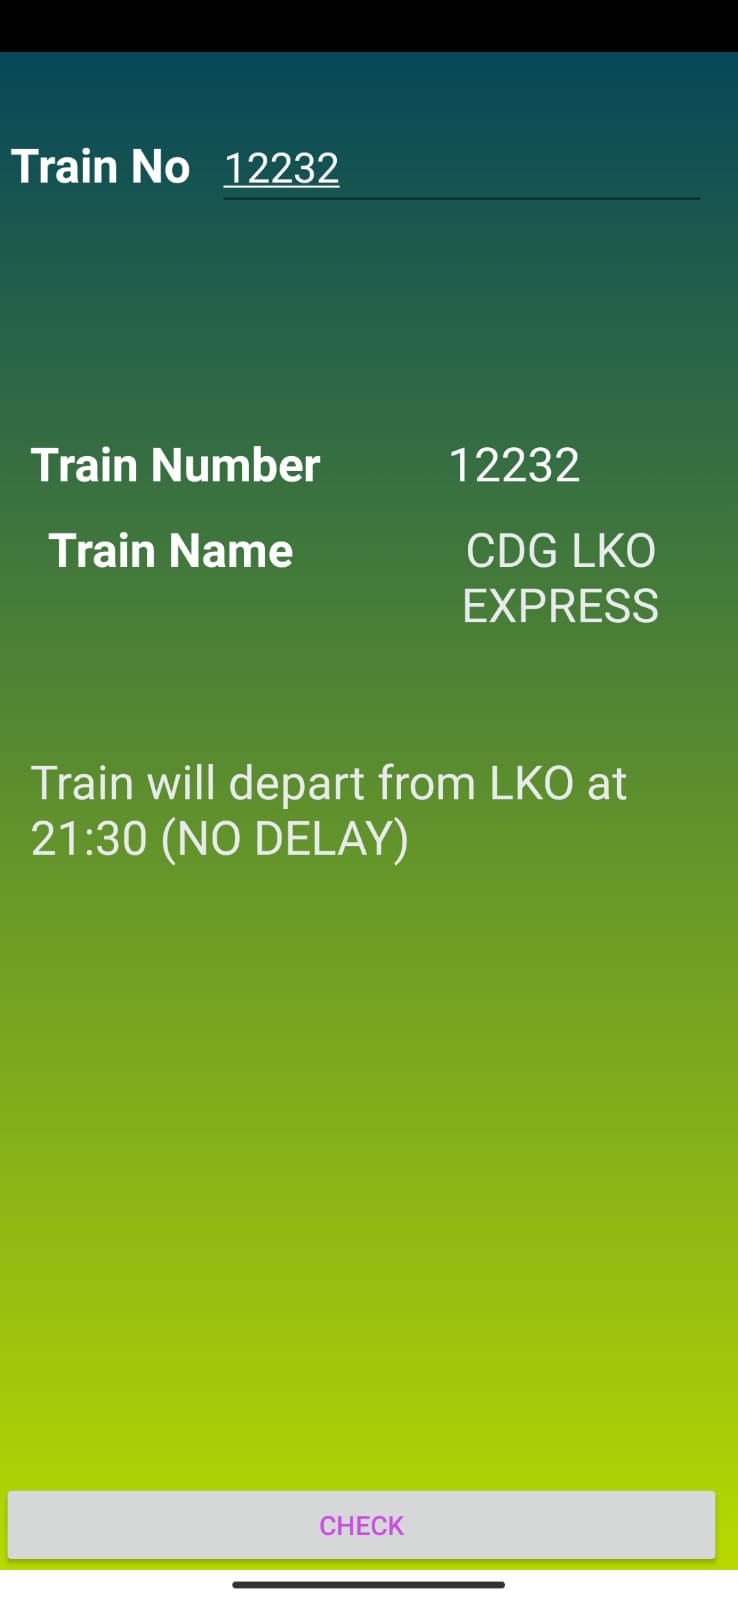 Train No 12232
Train Number 12232
Train Name CDG LKO
EXPRESS
Train will depart from LKO at
21:30 (NO DELAY)
CHECK